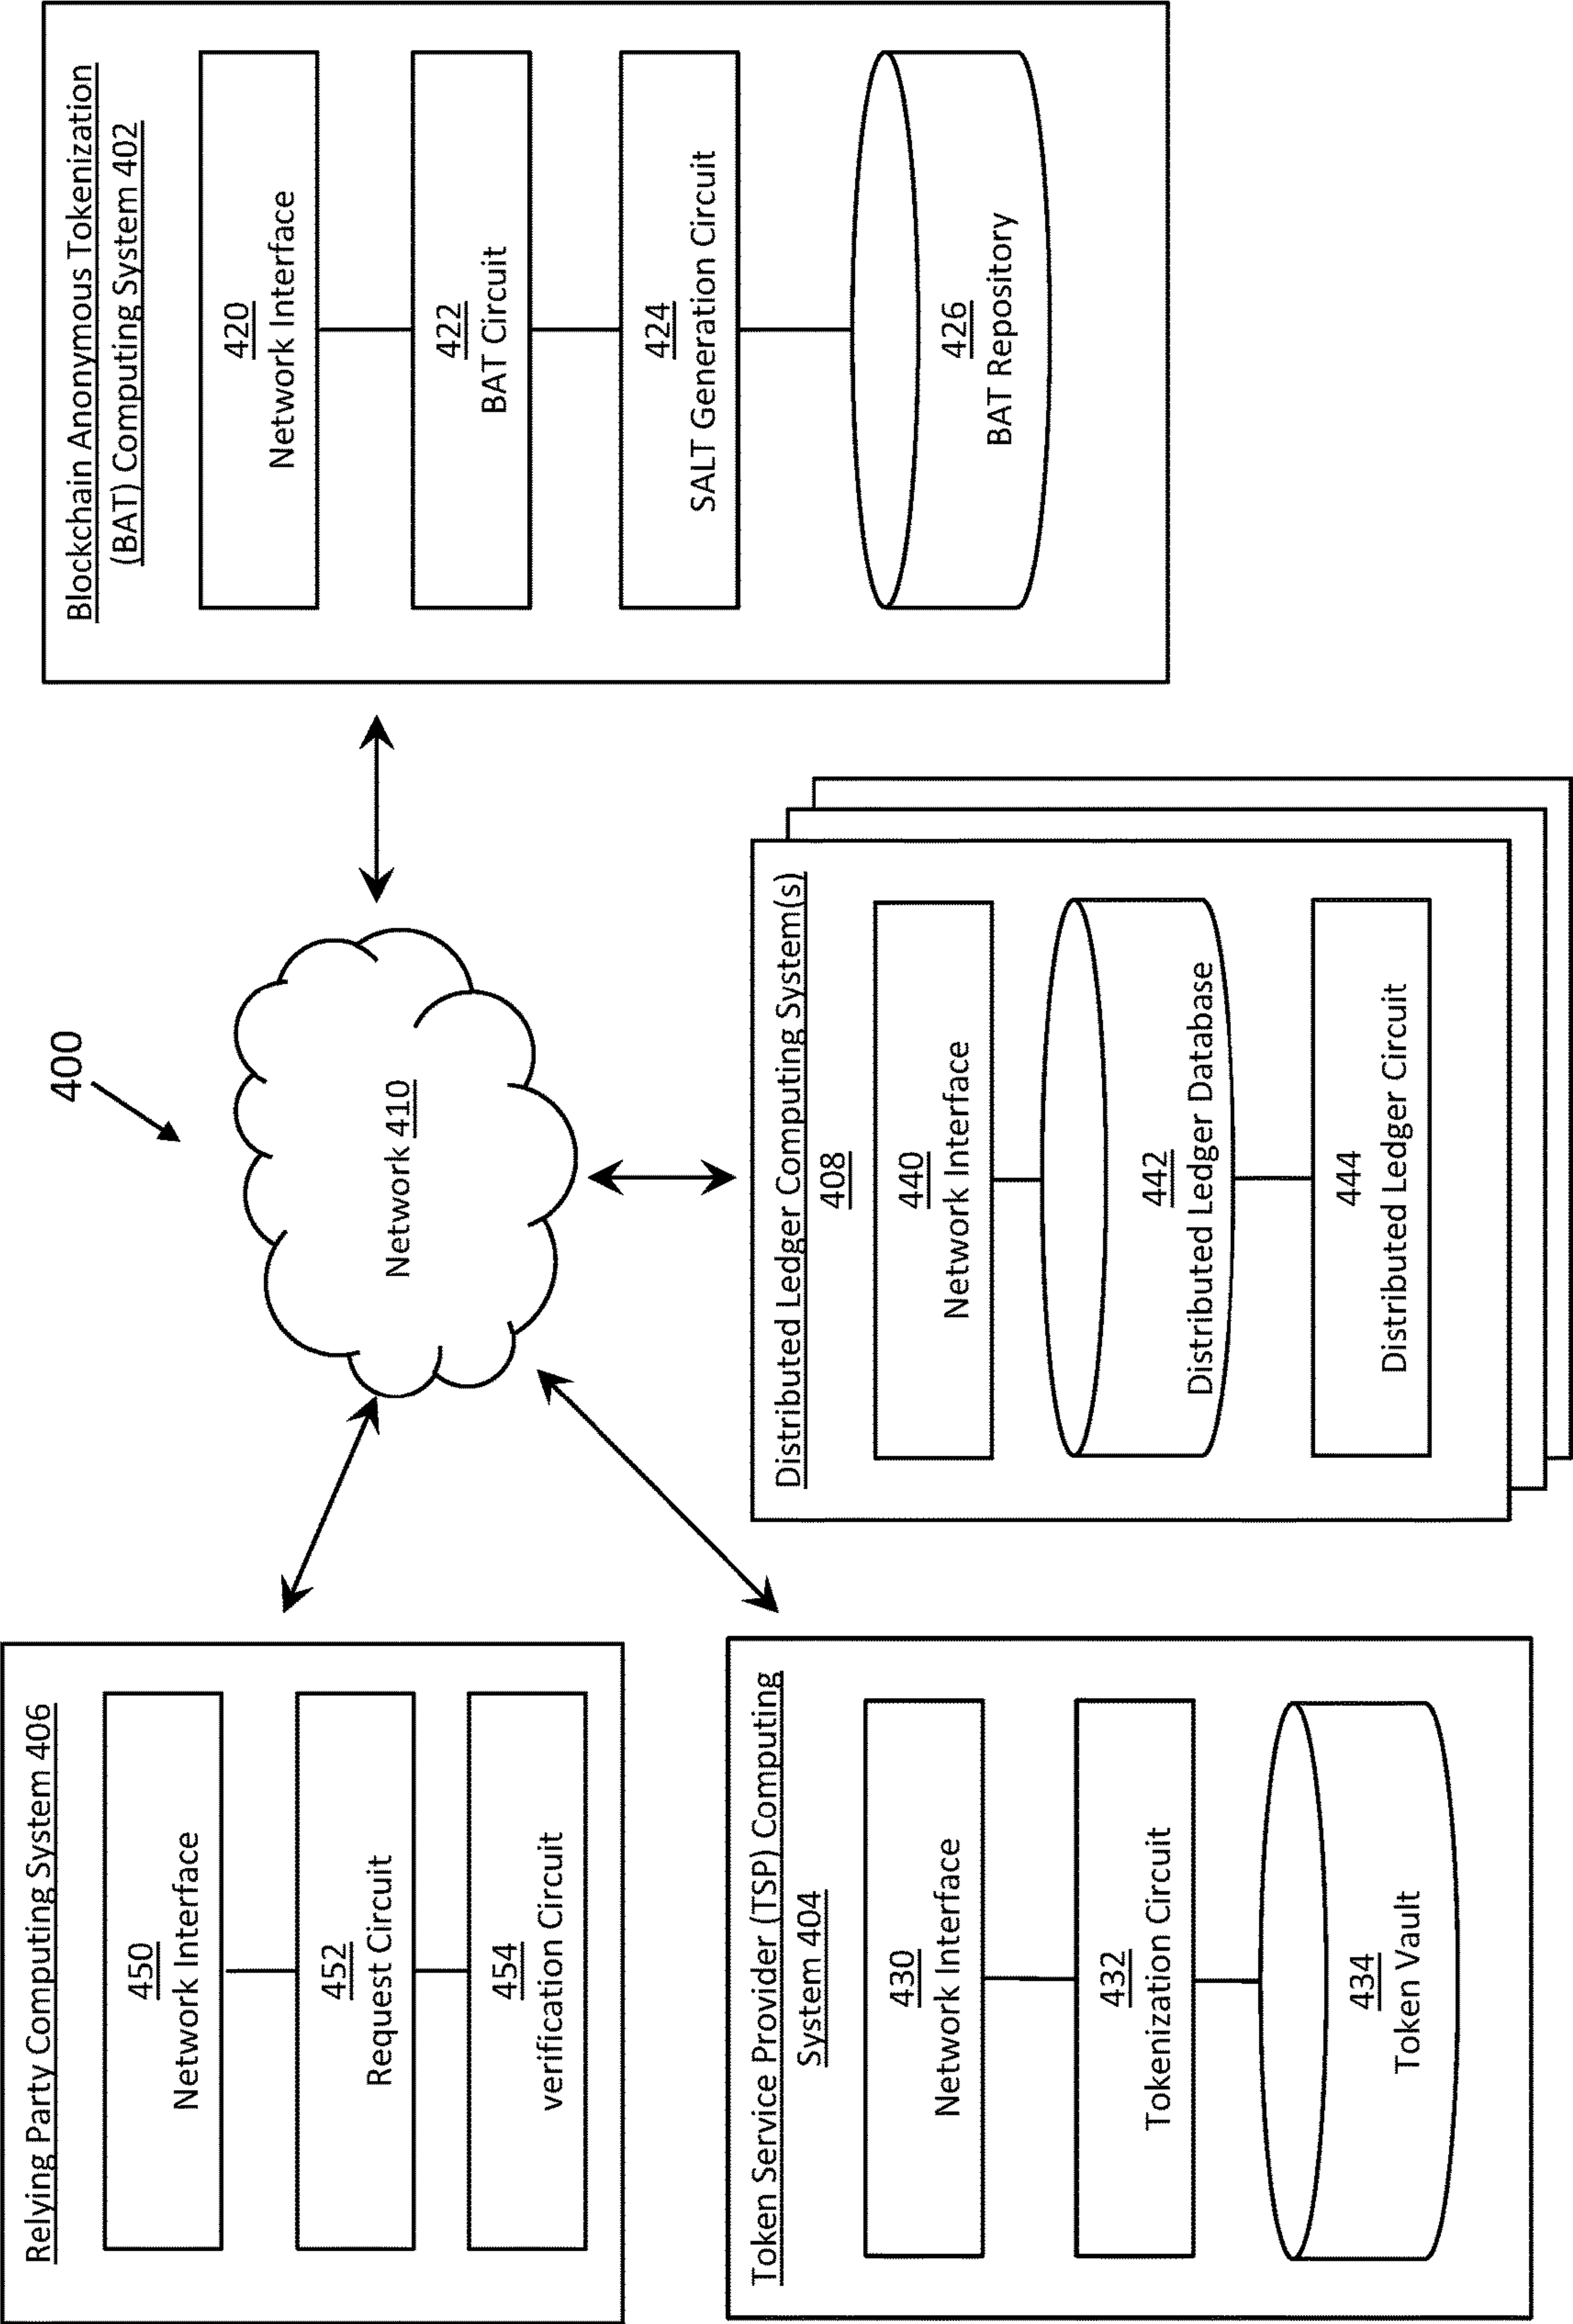 400
Relying Party Computing System 406
450
Network Interface
452
Request Circuit
454
verification Circuit
Network 410
Blockchain Anonymous Tokenization
(BAT) Computing System 402
420
Network Interface
422
BAT Circuit
424
SALT Generation Circuit
426
BAT Repository
Token Service Provider (TSP) Computing
System 404
430
Network Interface
432
Tokenization Circuit
434
Token Vault
Distributed Ledger Computing System(s)
408
440
Network Interface
442
Distributed Ledger Database
444
Distributed Ledger Circuit